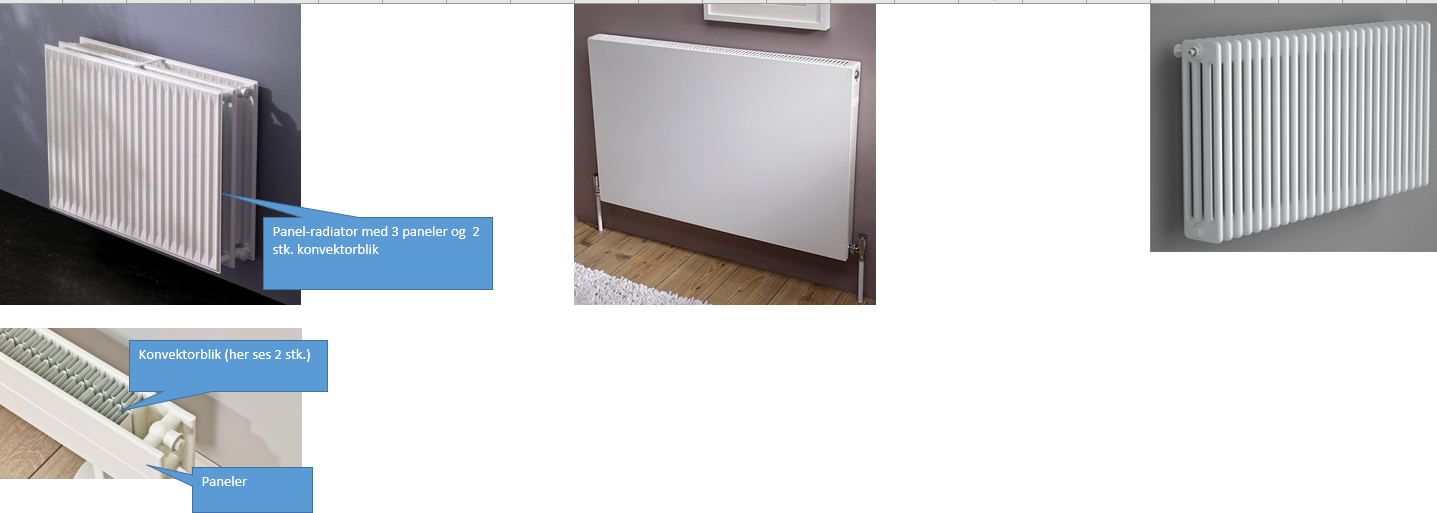 Panel-radiator med 3 paneler og  2
stk. konvektorblik
Konvektorblik (her ses 2 stk.)
Paneler